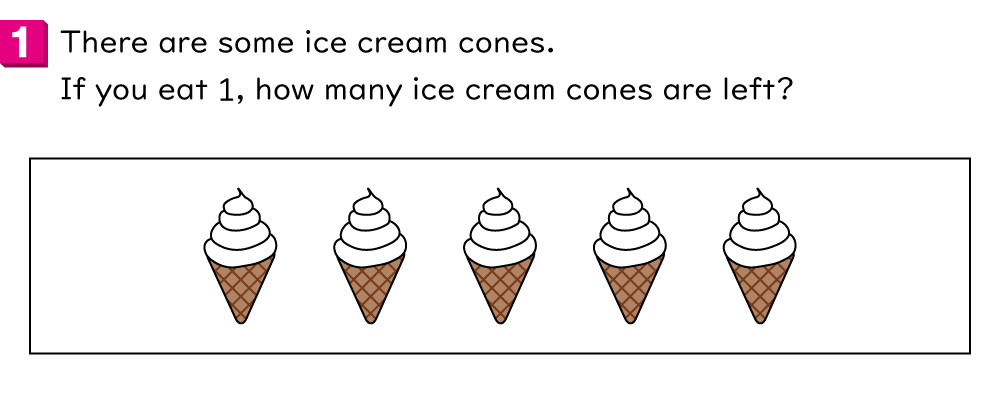 1 There are some ice cream cones.
If you eat 1, how many ice cream cones are left?